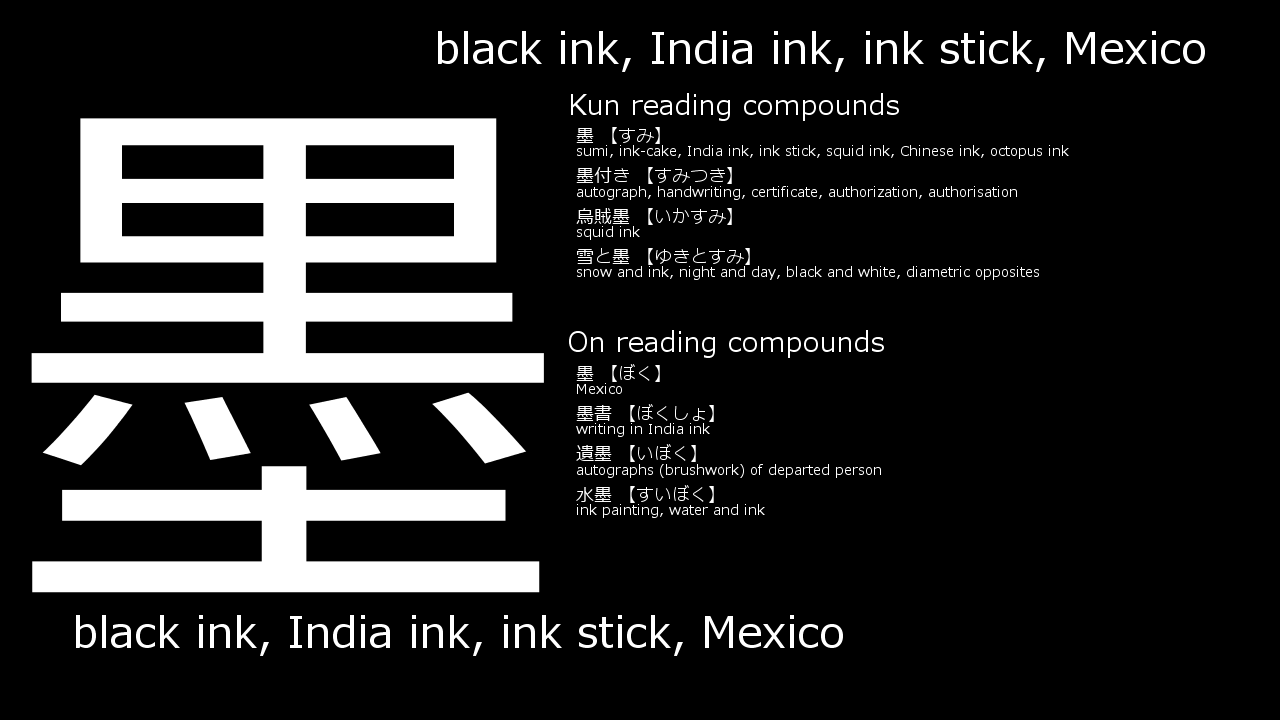 black ink, India ink, ink stick, Mexico
墨
Kun reading compounds
墨 【すみ】
sumi, ink-cake, India ink, ink stick, squid ink, Chinese ink, octopus ink
墨付き 【すみつき】
autograph, handwriting, certificate, authorization, authorisation
烏賊墨 【いかすみ】
squid ink
雪と墨 【ゆきとすみ】
snow and ink, night and day, black and white, diametric opposites
On reading compounds
墨 【ぼく】
Mexico
墨書 【ぼくしょ】
writing in India ink
遺墨 【いぼく】
autographs (brushwork) of departed person
水墨 【すいぼく】
ink painting, water and ink
black ink, India ink, ink stick, Mexico